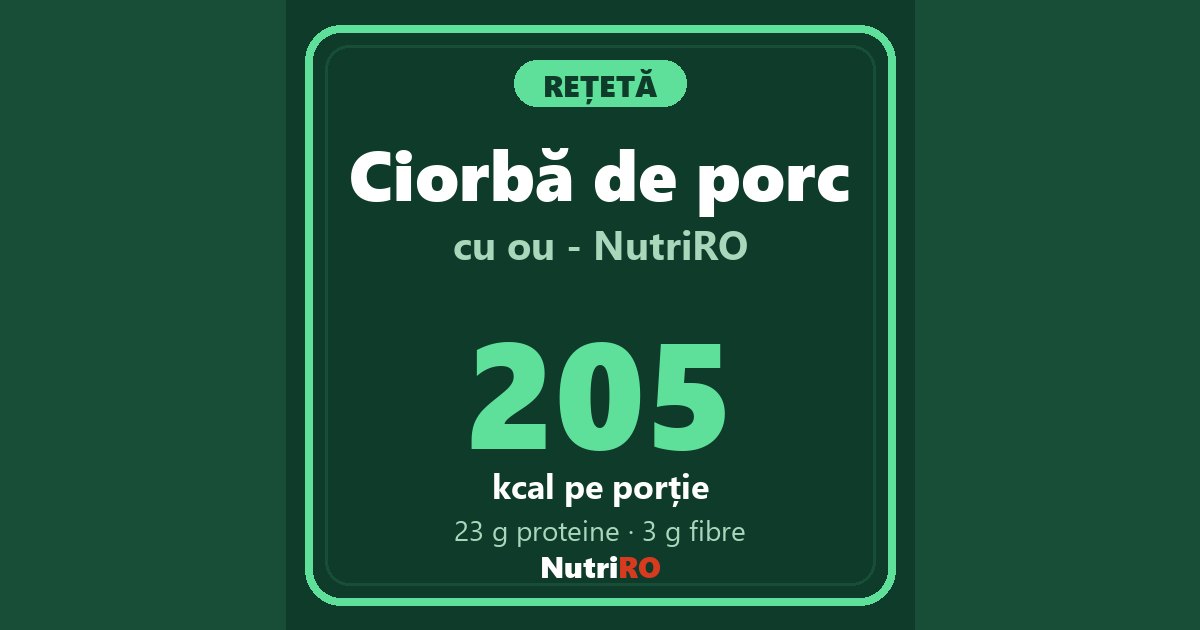 REȚETĂ
Ciorbă de porc
cu ou - NutriRO
205
kcal pe porție
23 g proteine · 3 g fibre
NutriRO